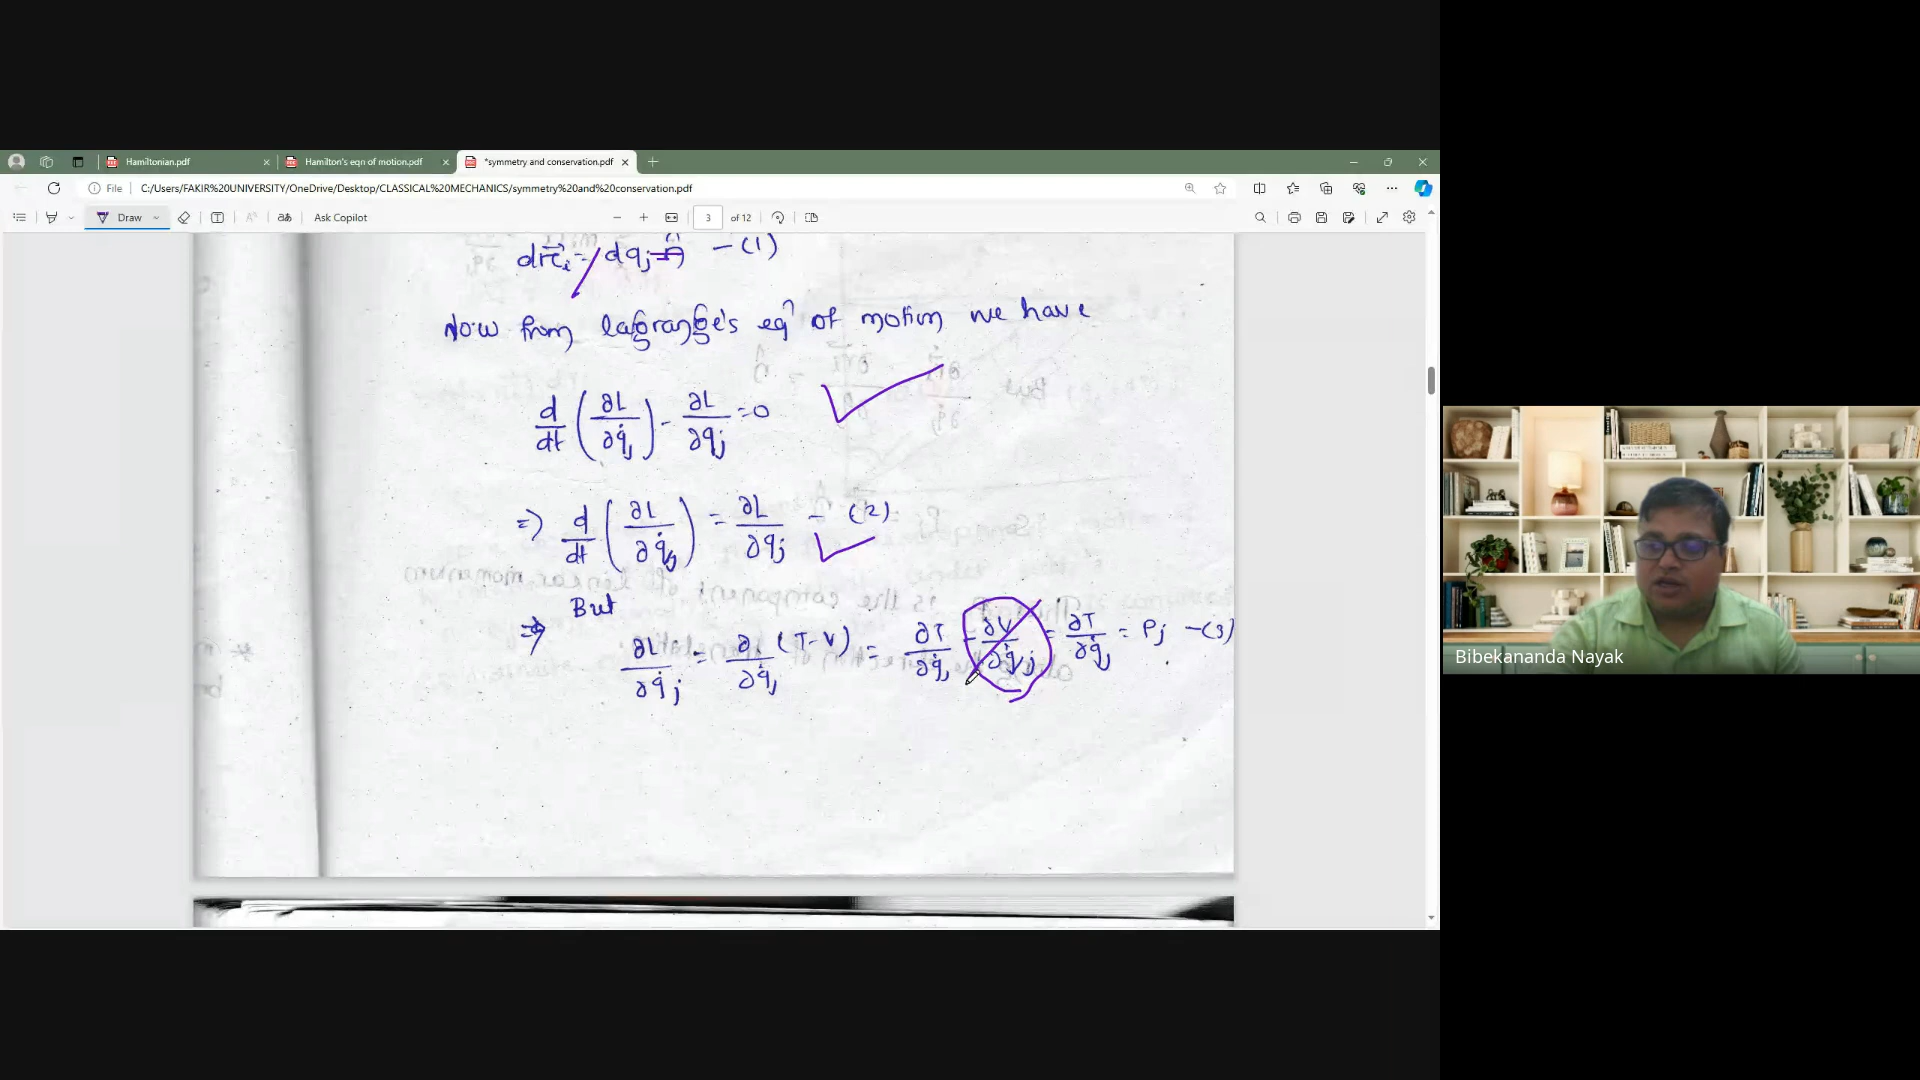 Hamiltonian.pdf
Hamilton's eqn of motion.pdf
*symmetry and conservation.pdf
File
C:/Users/FAKIR%20UNIVERSITY/OneDrive/Desktop/CLASSICAL%20MECHANICS/symmetry%20and%20conservation.pdf
Draw
Ask Copilot
3 of 12
dr⃗ᵢ = dqⱼ n̂ - (1)
Now from lagrange's eqⁿ of motion we have
d/dt (∂L/∂q̇ⱼ) - ∂L/∂qⱼ = 0
=> d/dt (∂L/∂q̇ⱼ) = ∂L/∂qⱼ - (2)
But
=> ∂L/∂q̇ⱼ = ∂/∂q̇ⱼ (T-V) = ∂T/∂q̇ⱼ - ∂V/∂q̇ⱼ = ∂T/∂q̇ⱼ = Pⱼ - (3)
Bibekananda Nayak